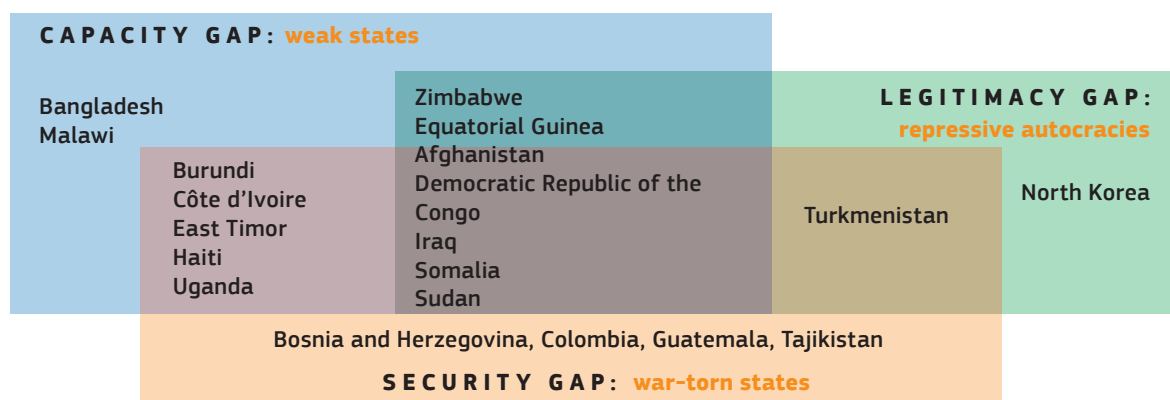 CAPACITY GAP: weak states
Bangladesh
Malawi
Burundi
Côte d’Ivoire
East Timor
Haiti
Uganda
Zimbabwe
Equatorial Guinea
Afghanistan
Democratic Republic of the
Congo
Iraq
Somalia
Sudan
LEGITIMACY GAP:
repressive autocracies
Turkmenistan
North Korea
Bosnia and Herzegovina, Colombia, Guatemala, Tajikistan
SECURITY GAP: war-torn states